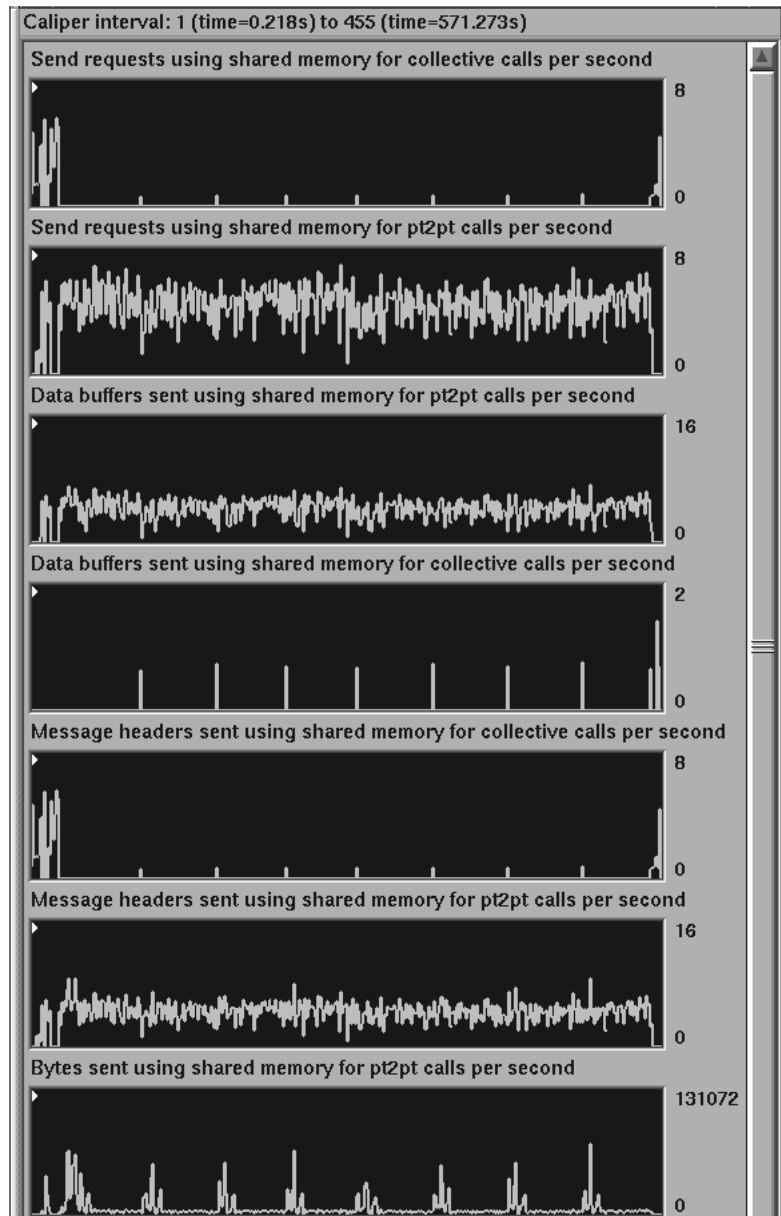 Caliper interval: 1 (time=0.218s) to 455 (time=571.273s)
Send requests using shared memory for collective calls per second
8
0
Send requests using shared memory for pt2pt calls per second
8
0
Data buffers sent using shared memory for pt2pt calls per second
16
0
Data buffers sent using shared memory for collective calls per second
2
0
Message headers sent using shared memory for collective calls per second
8
0
Message headers sent using shared memory for pt2pt calls per second
16
0
Bytes sent using shared memory for pt2pt calls per second
131072
0